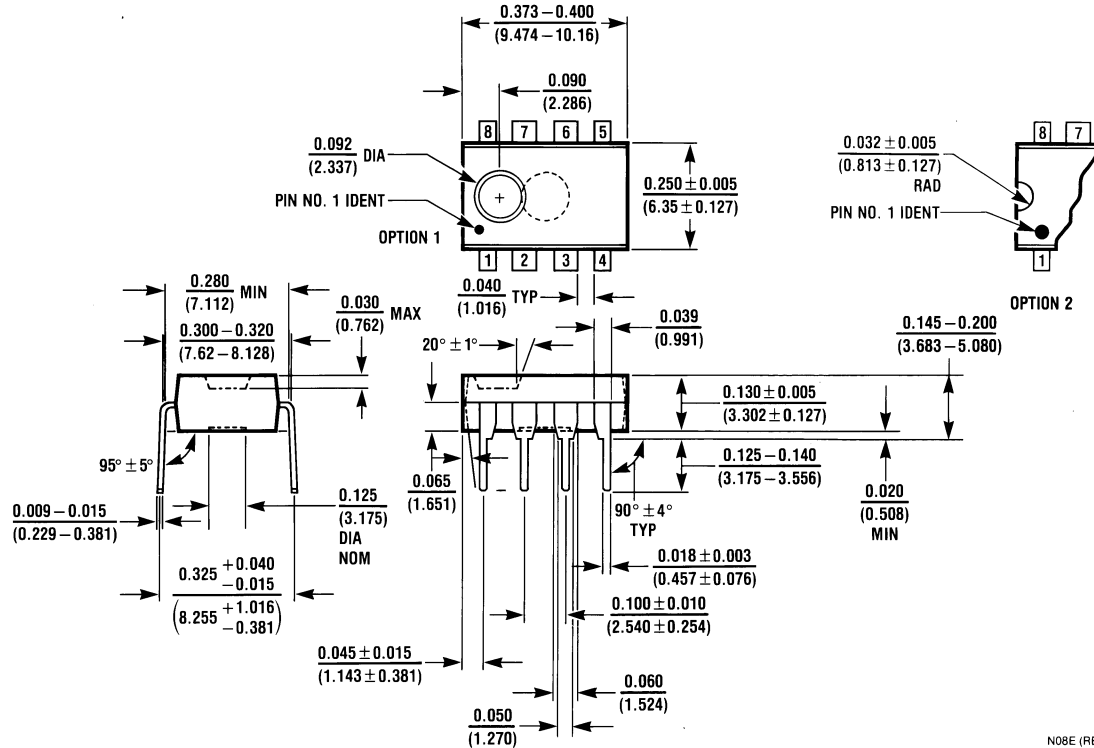 0.373 – 0.400
(9.474 – 10.16)
0.090
(2.286)
8 7 6 5
0.092 DIA
(2.337)
PIN NO. 1 IDENT
OPTION 1
1 2 3 4
0.250 ± 0.005
(6.35 ± 0.127)
0.032 ± 0.005
(0.813 ± 0.127)
RAD
PIN NO. 1 IDENT
8 7
1
OPTION 2
0.280 MIN
(7.112)
0.300 – 0.320
(7.62 – 8.128)
0.030 MAX
(0.762)
0.040 TYP
(1.016)
20° ± 1°
0.039
(0.991)
0.145 – 0.200
(3.683 – 5.080)
0.130 ± 0.005
(3.302 ± 0.127)
95° ± 5°
0.009 – 0.015
(0.229 – 0.381)
0.125
(3.175)
DIA
NOM
0.065
(1.651)
90° ± 4°
TYP
0.125 – 0.140
(3.175 – 3.556)
0.020
(0.508)
MIN
0.325 +0.040
−0.015
(8.255 +1.016
−0.381)
0.018 ± 0.003
(0.457 ± 0.076)
0.100 ± 0.010
(2.540 ± 0.254)
0.045 ± 0.015
(1.143 ± 0.381)
0.060
(1.524)
0.050
(1.270)
N08E